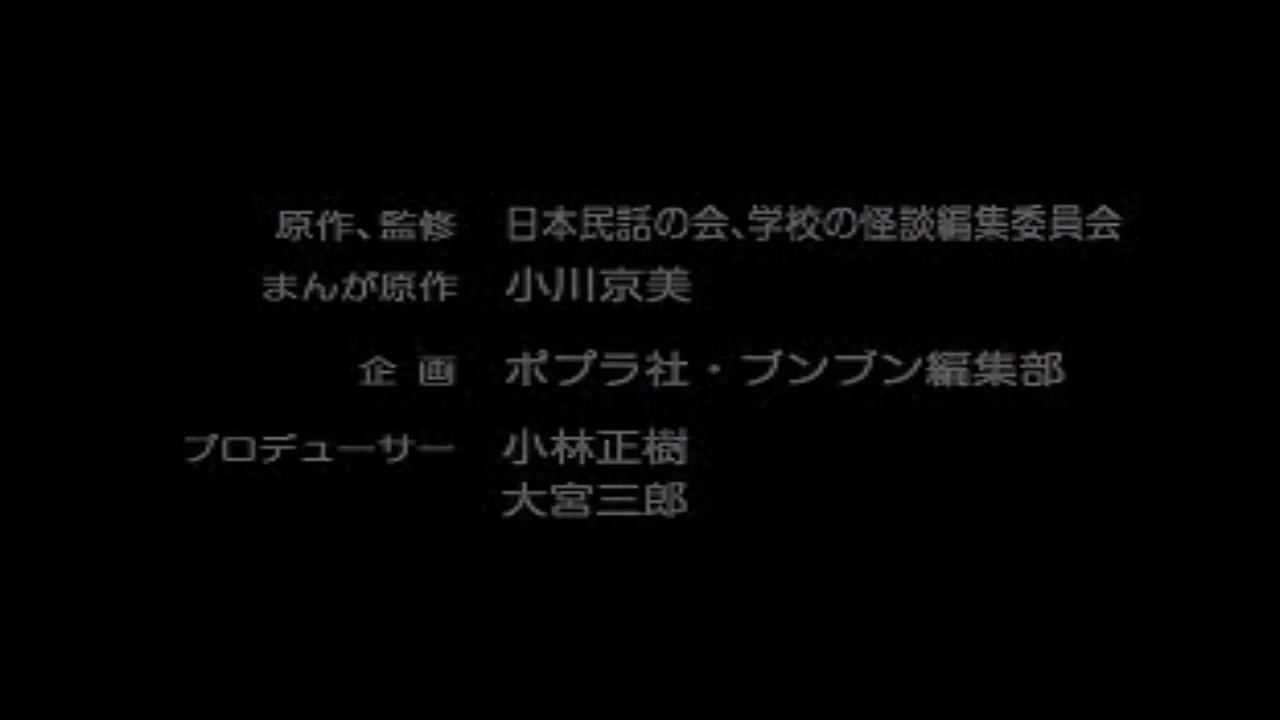 原作、監修　日本民話の会、学校の怪談編集委員会
まんが原作　小川京美
企 画　ポプラ社・ブンブン編集部
プロデューサー　小林正樹
大宮三郎